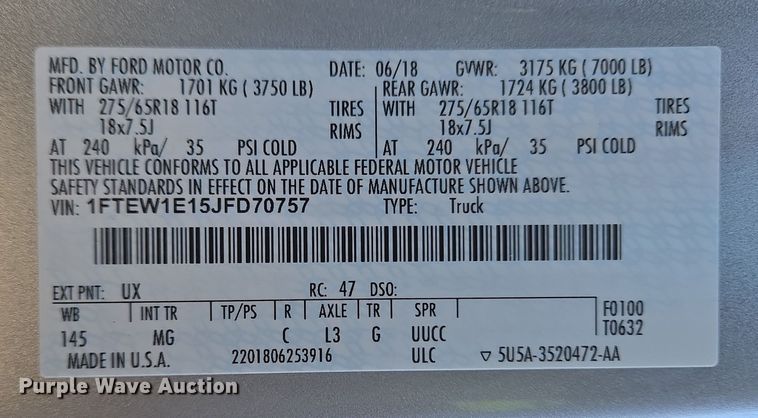 MFD. BY FORD MOTOR CO. DATE: 06/18 GVWR: 3175 KG ( 7000 LB)
FRONT GAWR: 1701 KG ( 3750 LB) REAR GAWR: 1724 KG ( 3800 LB)
WITH 275/65R18 116T TIRES WITH 275/65R18 116T TIRES
18x7.5J RIMS 18x7.5J RIMS
AT 240 kPa/ 35 PSI COLD AT 240 kPa/ 35 PSI COLD
THIS VEHICLE CONFORMS TO ALL APPLICABLE FEDERAL MOTOR VEHICLE
SAFETY STANDARDS IN EFFECT ON THE DATE OF MANUFACTURE SHOWN ABOVE.
VIN: 1FTEW1E15JFD70757 TYPE: Truck
EXT PNT: UX RC: 47 DSO:
WB INT TR TP/PS R AXLE TR SPR F0100
145 MG C L3 G UUCC T0632
MADE IN U.S.A. 2201806253916 ULC ▽ 5U5A-3520472-AA
Purple Wave Auction